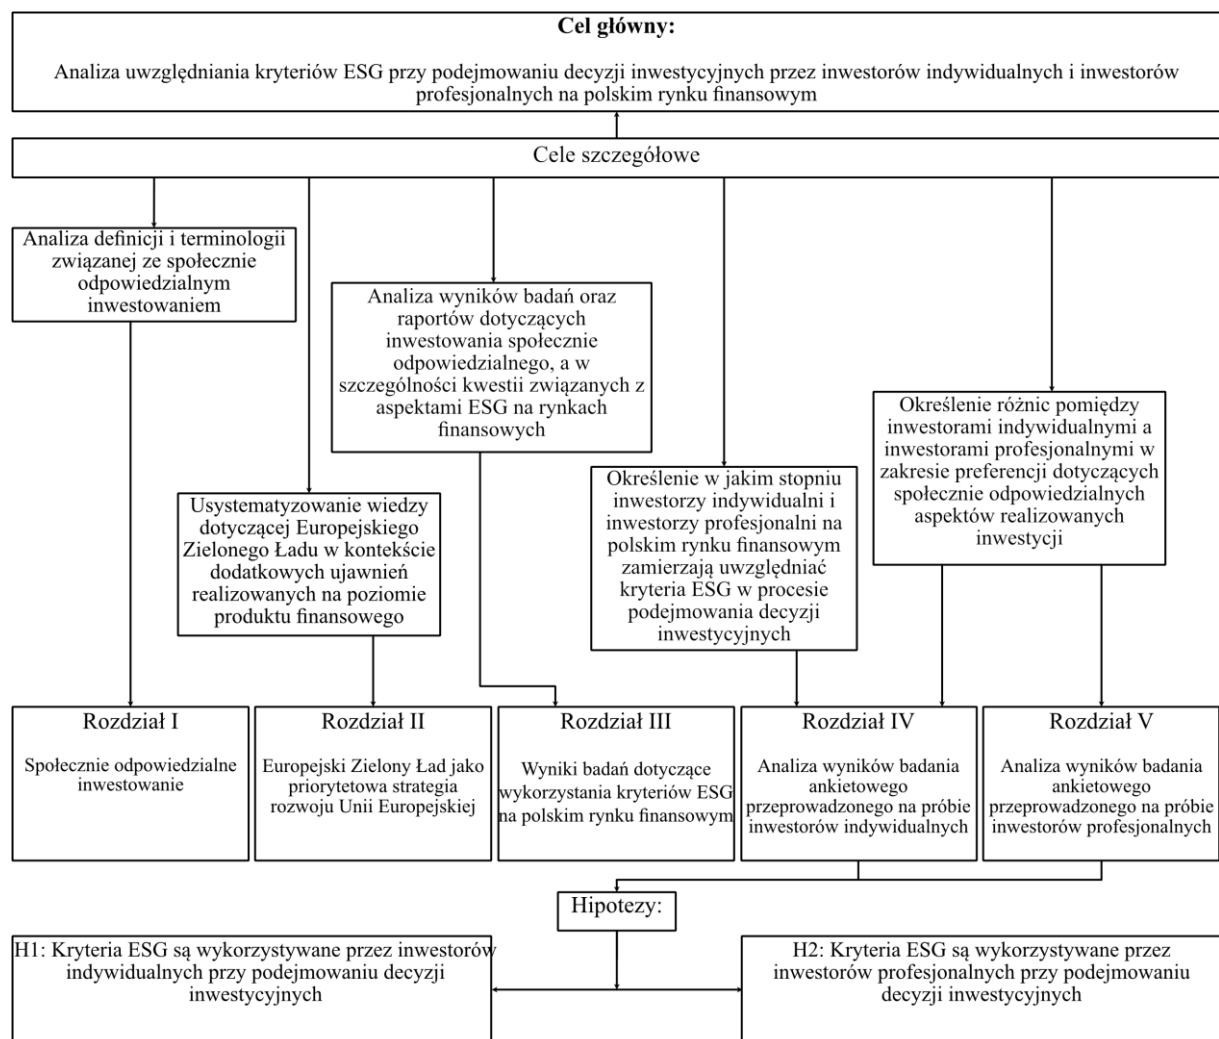 Cel główny:
Analiza uwzględniania kryteriów ESG przy podejmowaniu decyzji inwestycyjnych przez inwestorów indywidualnych i inwestorów
profesjonalnych na polskim rynku finansowym
Cele szczegółowe
Analiza definicji i terminologii
związanej ze społecznie
odpowiedzialnym
inwestowaniem
Analiza wyników badań oraz
raportów dotyczących
inwestowania społecznie
odpowiedzialnego, a w
szczególności kwestii związanych z
aspektami ESG na rynkach
finansowych
Określenie różnic pomiędzy
inwestorami indywidualnymi a
inwestorami profesjonalnymi w
zakresie preferencji dotyczących
społecznie odpowiedzialnych
aspektów realizowanych
inwestycji
Określenie w jakim stopniu
inwestorzy indywidualni i
inwestorzy profesjonalni na
polskim rynku finansowym
zamierzają uwzględniać
kryteria ESG w procesie
podejmowania decyzji
inwestycyjnych
Usystematyzowanie wiedzy
dotyczącej Europejskiego
Zielonego Ładu w kontekście
dodatkowych ujawnień
realizowanych na poziomie
produktu finansowego
Rozdział I
Społecznie odpowiedzialne
inwestowanie
Rozdział II
Europejski Zielony Ład jako
priorytetowa strategia
rozwoju Unii Europejskiej
Rozdział III
Wyniki badań dotyczące
wykorzystania kryteriów ESG
na polskim rynku finansowym
Rozdział IV
Analiza wyników badania
ankietowego
przeprowadzonego na próbie
inwestorów indywidualnych
Rozdział V
Analiza wyników badania
ankietowego
przeprowadzonego na próbie
inwestorów profesjonalnych
Hipotezy:
H1: Kryteria ESG są wykorzystywane przez inwestorów
indywidualnych przy podejmowaniu decyzji
inwestycyjnych
H2: Kryteria ESG są wykorzystywane przez
inwestorów profesjonalnych przy podejmowaniu
decyzji inwestycyjnych